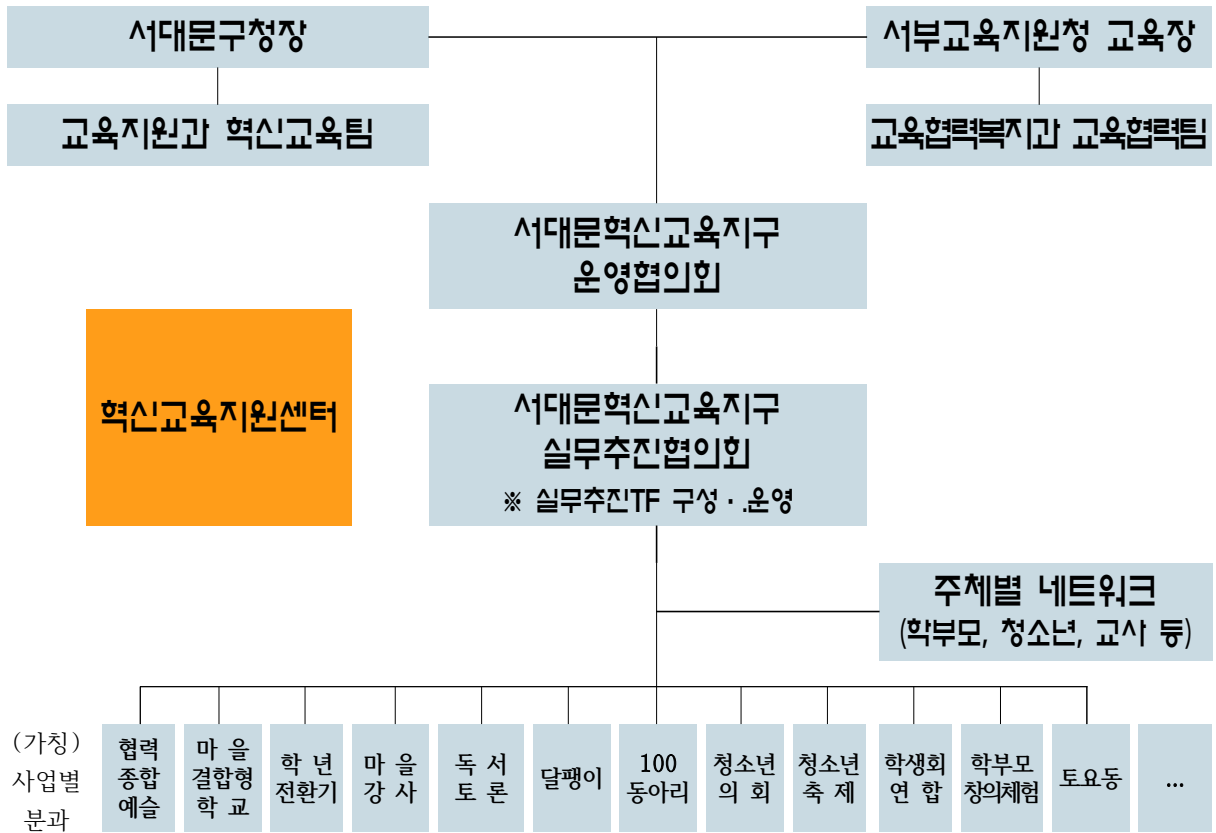 서대문구청장
서부교육지원청 교육장
교육지원과 혁신교육팀
교육협력복지과 교육협력팀
서대문혁신교육지구
운영협의회
혁신교육지원센터
서대문혁신교육지구
실무추진협의회
※ 실무추진TF 구성·.운영
주체별 네트워크
(학부모, 청소년, 교사 등)
(가칭)
사업별
분과
협력
종합
예술
마 을
결합형
학 교
학 년
전환기
마 을
강 사
독 서
토 론
달팽이
100
동아리
청소년
의 회
청소년
축 제
학생회
연 합
학부모
창의체험
토요동
...